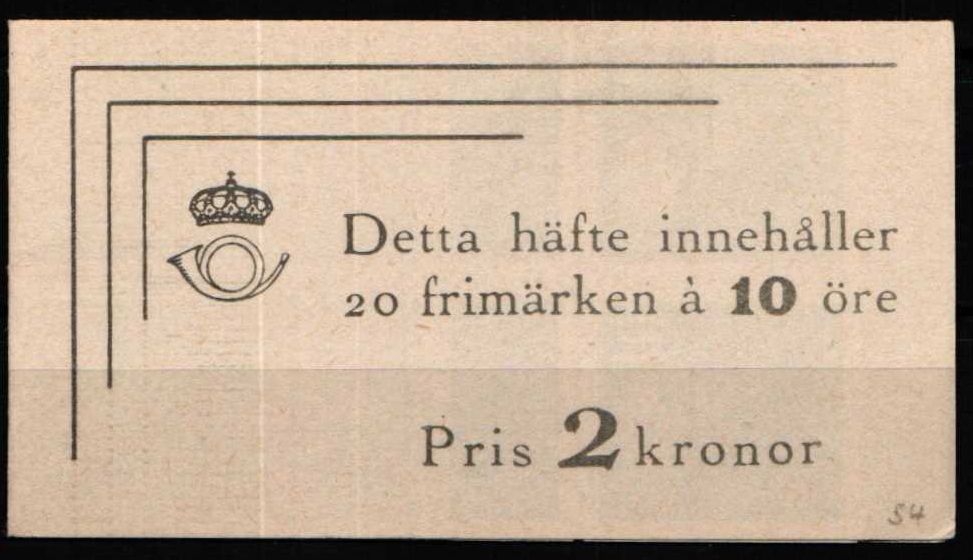 Detta häfte innehåller
20 frimärken à 10 öre
Pris 2 kronor
54